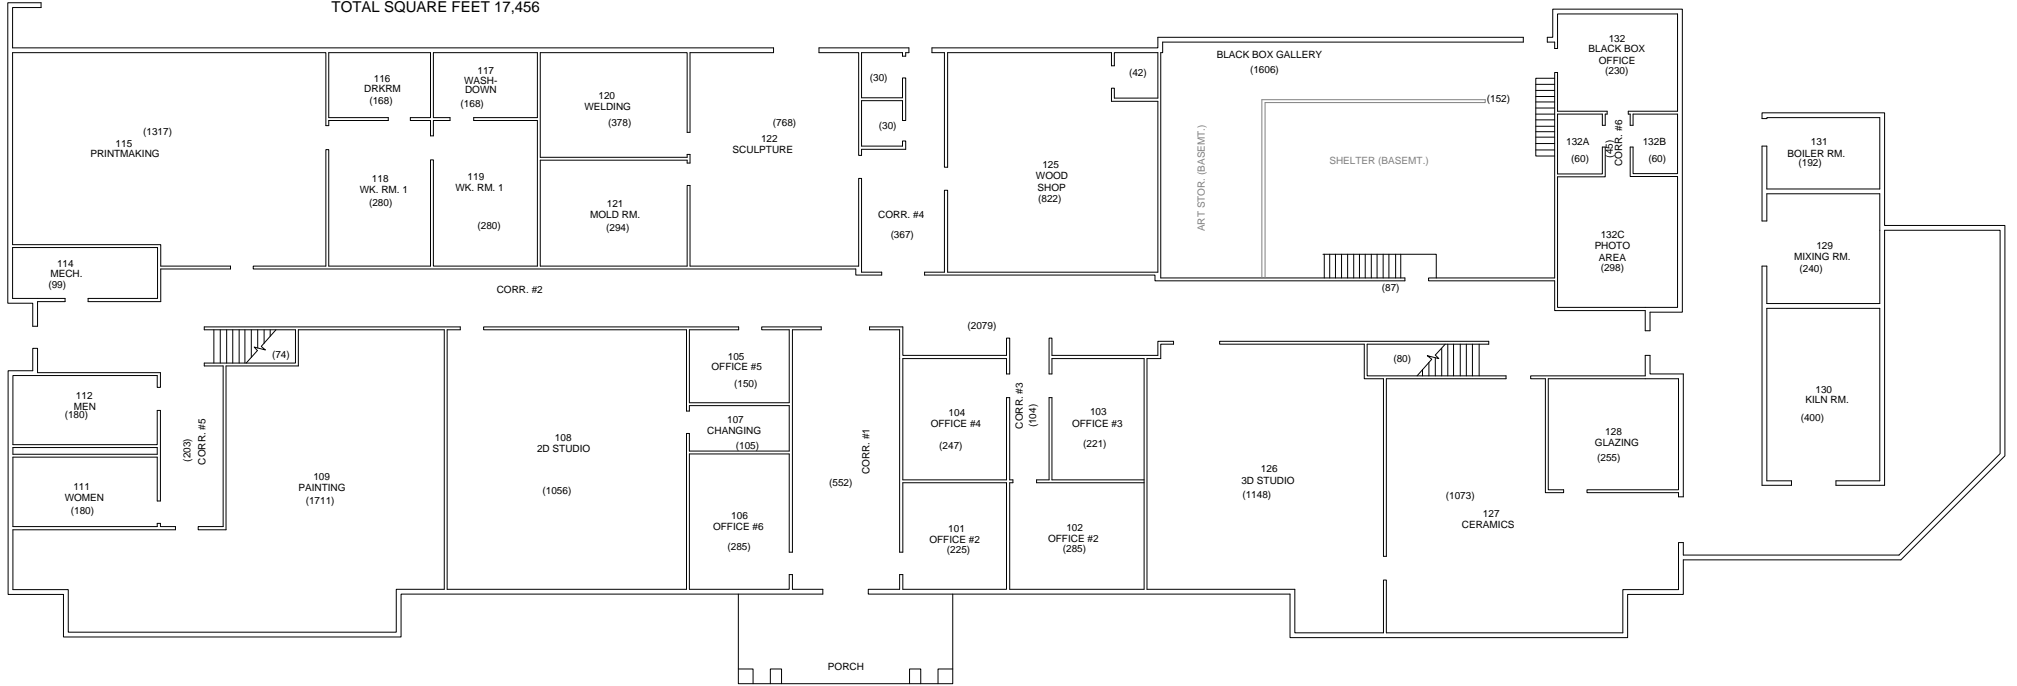 TOTAL SQUARE FEET 17,456
115
PRINTMAKING
(1317)
116
DRKRM
(168)
117
WASH-
DOWN
(168)
118
WK. RM. 1
(280)
119
WK. RM. 1
(280)
120
WELDING
(378)
121
MOLD RM.
(294)
(768)
122
SCULPTURE
(30)
(30)
CORR. #4
(367)
125
WOOD
SHOP
(822)
(42)
BLACK BOX GALLERY
(1606)
(152)
ART STOR. (BASEMT.)
SHELTER (BASEMT.)
132
BLACK BOX
OFFICE
(230)
132A
(60)
(45)
CORR. #6
132B
(60)
132C
PHOTO
AREA
(298)
131
BOILER RM.
(192)
129
MIXING RM.
(240)
130
KILN RM.
(400)
114
MECH.
(99)
CORR. #2
(87)
(2079)
(74)
112
MEN
(180)
111
WOMEN
(180)
(203)
CORR. #5
109
PAINTING
(1711)
108
2D STUDIO
(1056)
105
OFFICE #5
(150)
107
CHANGING
(105)
106
OFFICE #6
(285)
CORR. #1
(552)
104
OFFICE #4
(247)
CORR. #3
(104)
103
OFFICE #3
(221)
101
OFFICE #2
(225)
102
OFFICE #2
(285)
126
3D STUDIO
(1148)
(80)
(1073)
127
CERAMICS
128
GLAZING
(255)
PORCH